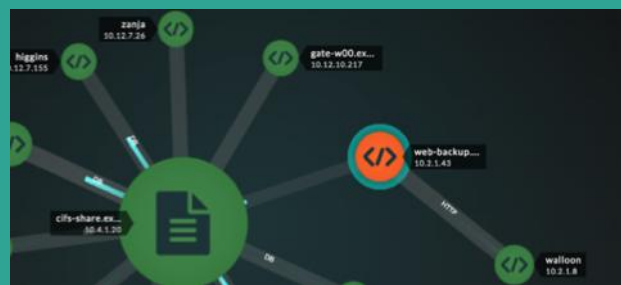 zanja
10.12.7.26
higgins
.12.7.155
gate-w00.ex...
10.12.10.217
web-backup....
10.2.1.43
HTTP
cifs-share.ex...
10.4.1.20
DB
walloon
10.2.1.8